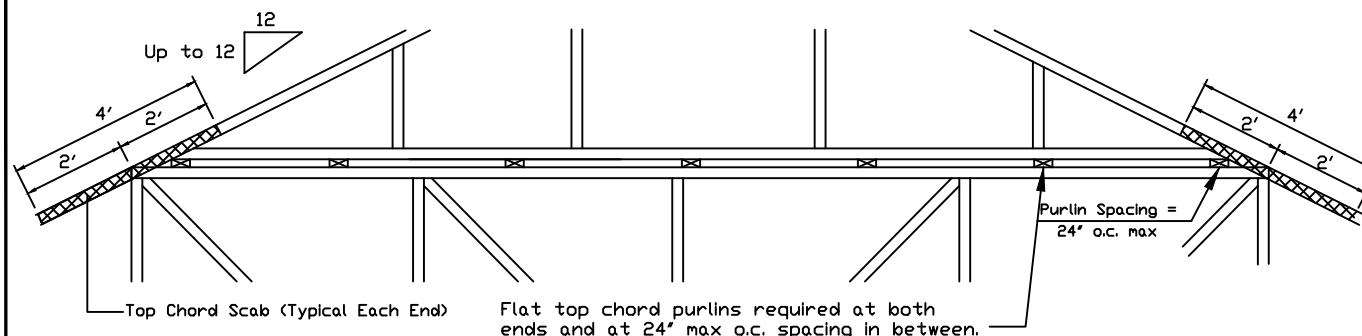 12
Up to 12
4'
2'
2'
4'
2'
2'
Purlin Spacing =
24" o.c. max
Top Chord Scab (Typical Each End)
Flat top chord purlins required at both
ends and at 24" max o.c. spacing in between.